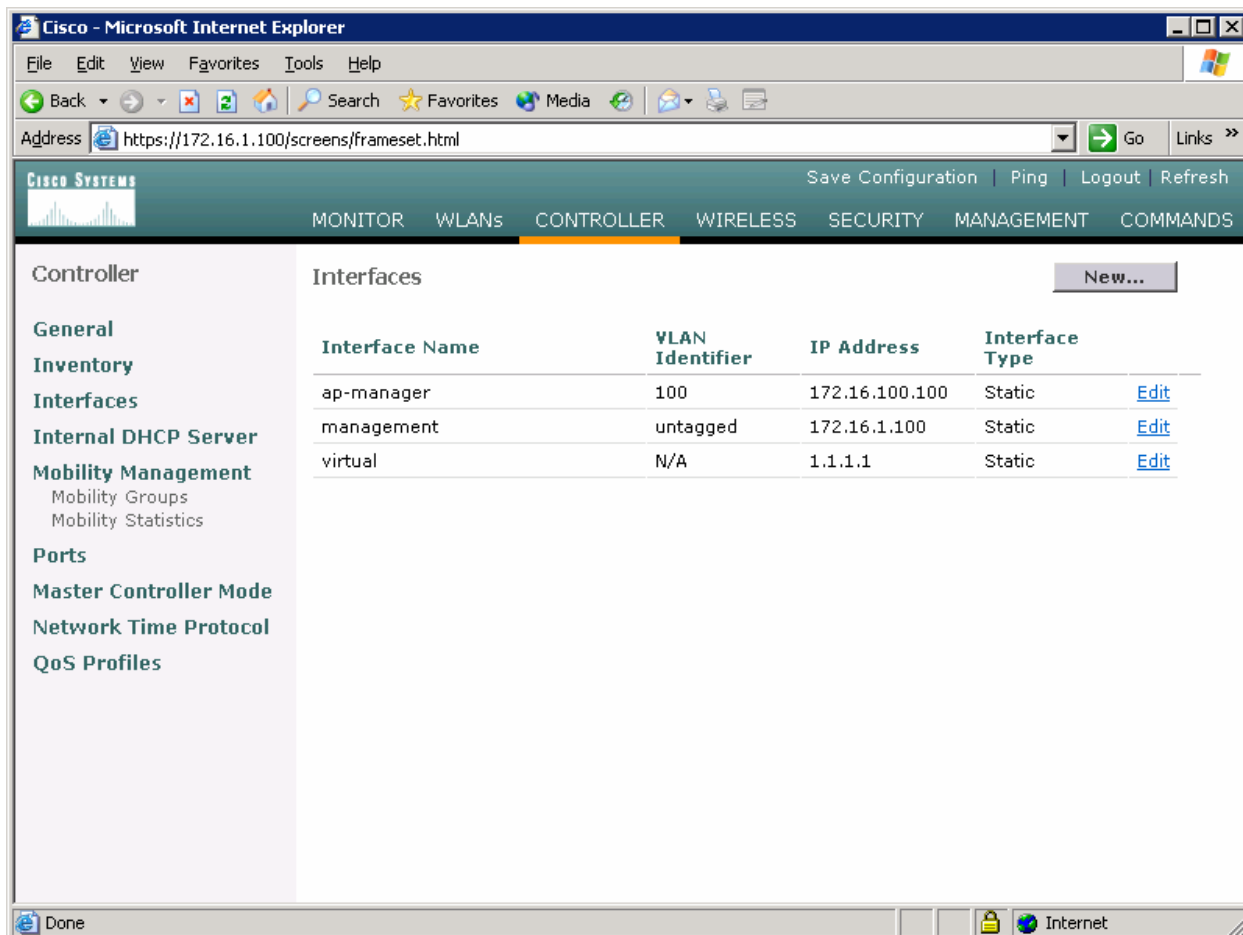 Cisco - Microsoft Internet Explorer
File Edit View Favorites Tools Help
Back Search Favorites Media
Address https://172.16.1.100/screens/frameset.html Go Links »
CISCO SYSTEMS
Save Configuration | Ping | Logout | Refresh
MONITOR WLANs CONTROLLER WIRELESS SECURITY MANAGEMENT COMMANDS
Controller
General
Inventory
Interfaces
Internal DHCP Server
Mobility Management
Mobility Groups
Mobility Statistics
Ports
Master Controller Mode
Network Time Protocol
QoS Profiles
Interfaces New...
Interface Name VLAN Identifier IP Address Interface Type
ap-manager 100 172.16.100.100 Static Edit
management untagged 172.16.1.100 Static Edit
virtual N/A 1.1.1.1 Static Edit
Done Internet